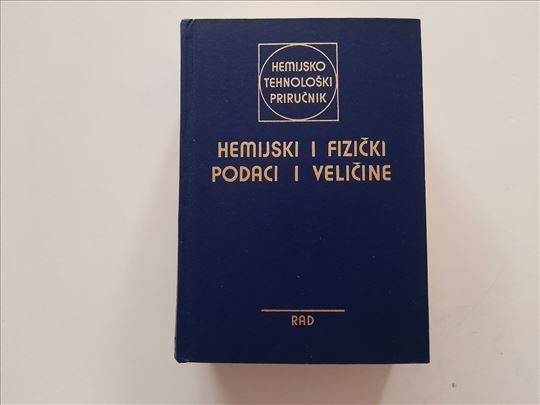 HEMIJSKO
TEHNOLOŠKI
PRIRUČNIK
HEMIJSKI I FIZIČKI
PODACI I VELIČINE
RAD